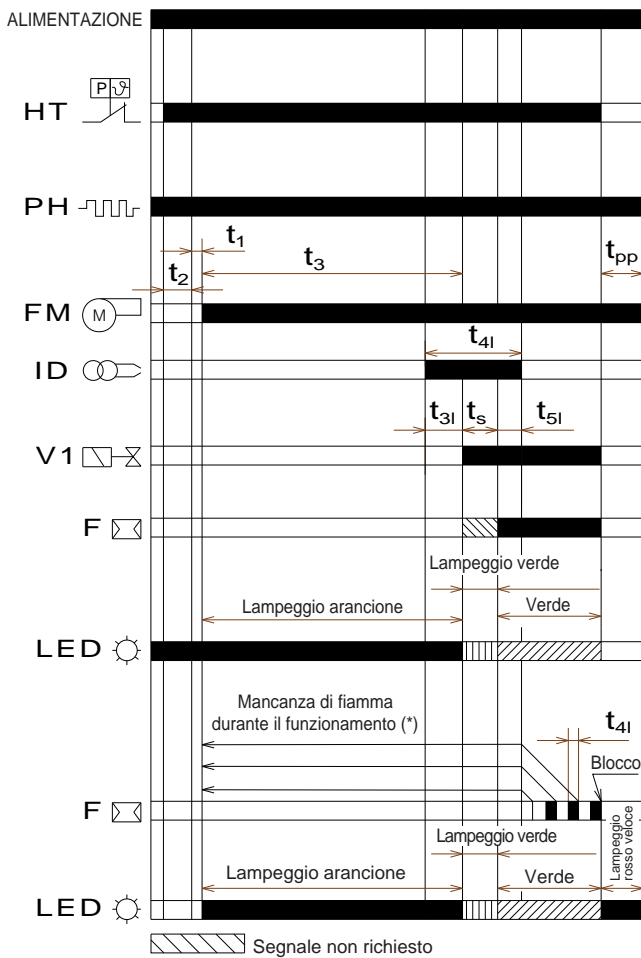 ALIMENTAZIONE
P ϑ
HT
PH
t1
t3
tpp
t2
FM M
t4l
ID
t3l ts t5l
V1
F
Lampeggio verde
Lampeggio arancione Verde
LED
Mancanza di fiamma
durante il funzionamento (*)
t4l
Blocco
F
Lampeggio verde
Lampeggio
rosso veloce
Lampeggio arancione Verde
LED
Segnale non richiesto